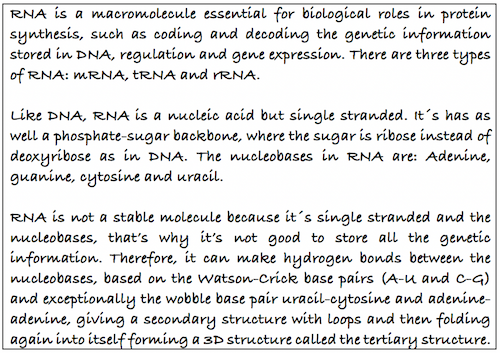 RNA is a macromolecule essential for biological roles in protein
synthesis, such as coding and decoding the genetic information
stored in DNA, regulation and gene expression. There are three types
of RNA: mRNA, tRNA and rRNA.

Like DNA, RNA is a nucleic acid but single stranded. It´s has as
well a phosphate-sugar backbone, where the sugar is ribose instead of
deoxyribose as in DNA. The nucleobases in RNA are: Adenine,
guanine, cytosine and uracil.

RNA is not a stable molecule because it´s single stranded and the
nucleobases, that's why it's not good to store all the genetic
information. Therefore, it can make hydrogen bonds between the
nucleobases, based on the Watson-Crick base pairs (A-U and C-G)
and exceptionally the wobble base pair uracil-cytosine and adenine-
adenine, giving a secondary structure with loops and then folding
again into itself forming a 3D structure called the tertiary structure.